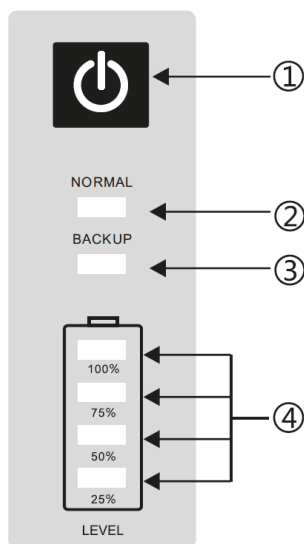 ①
NORMAL
②
BACKUP
③
100%
75%
④
50%
25%
LEVEL